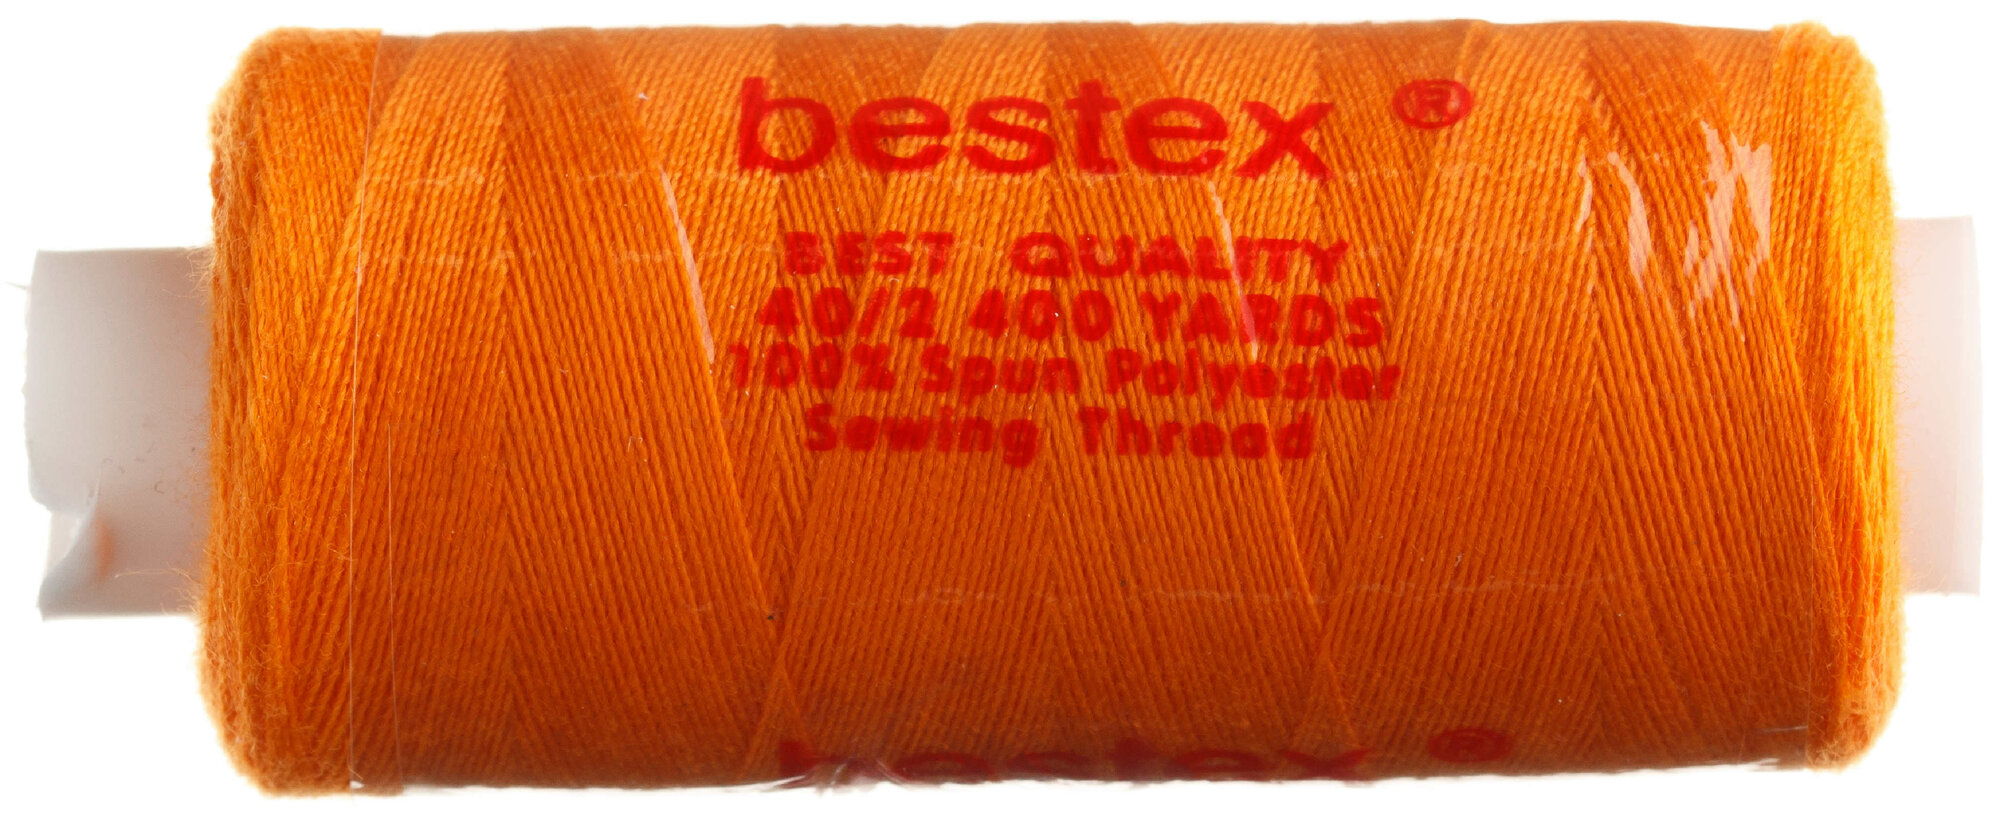 bestex ®
BEST QUALITY
40/2 400 YARDS
100% Spun Polyester
Sewing Thread
bestex ®